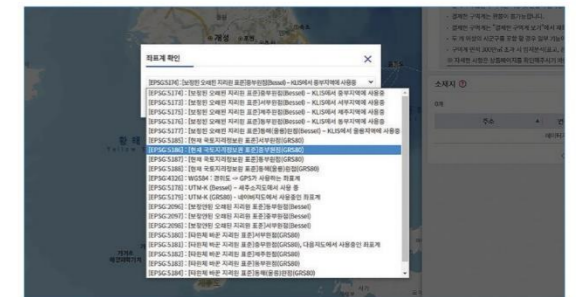 개성
좌표계 확인
[EPSG:5174] : [보정된 오래된 지리원 표준]중부원점(Bessel) - KLIS에서 중부지역에 사용중
[EPSG:5174] : [보정된 오래된 지리원 표준]중부원점(Bessel) - KLIS에서 중부지역에 사용중
[EPSG:5173] : [보정된 오래된 지리원 표준]서부원점(Bessel) - KLIS에서 서부지역에 사용중
[EPSG:5175] : [보정된 오래된 지리원 표준]제주원점(Bessel) - KLIS에서 제주지역에 사용중
[EPSG:5176] : [보정된 오래된 지리원 표준]동부원점(Bessel) - KLIS에서 동부지역에 사용중
[EPSG:5177] : [보정된 오래된 지리원 표준]동해(울릉)원점(Bessel) - KLIS에서 울릉지역에 사용중
[EPSG:5185] : [현재 국토지리정보원 표준]서부원점(GRS80)
[EPSG:5186] : [현재 국토지리정보원 표준]중부원점(GRS80)
[EPSG:5187] : [현재 국토지리정보원 표준]동부원점(GRS80)
[EPSG:5188] : [현재 국토지리정보원 표준]동해(울릉)원점(GRS80)
[EPSG:4326] : WGS84 : 경위도 => GPS가 사용하는 좌표계
[EPSG:5178] : UTM-K (Bessel) - 새주소지도에서 사용 중
[EPSG:5179] : UTM-K (GRS80) - 네이버지도에서 사용중인 좌표계
[EPSG:2096] : [보정안된 오래된 지리원 표준]동부원점(Bessel)
[EPSG:2097] : [보정안된 오래된 지리원 표준]중부원점(Bessel)
[EPSG:2098] : [보정안된 오래된 지리원 표준]서부원점(Bessel)
[EPSG:5180] : [타원체 바꾼 지리원 표준]서부원점(GRS80)
[EPSG:5181] : [타원체 바꾼 지리원 표준]중부원점(GRS80), 다음지도에서 사용중인 좌표계
[EPSG:5182] : [타원체 바꾼 지리원 표준]제주원점(GRS80)
[EPSG:5183] : [타원체 바꾼 지리원 표준]동부원점(GRS80)
[EPSG:5184] : [타원체 바꾼 지리원 표준]동해(울릉)원점(GRS80)
소재지
주소
황해